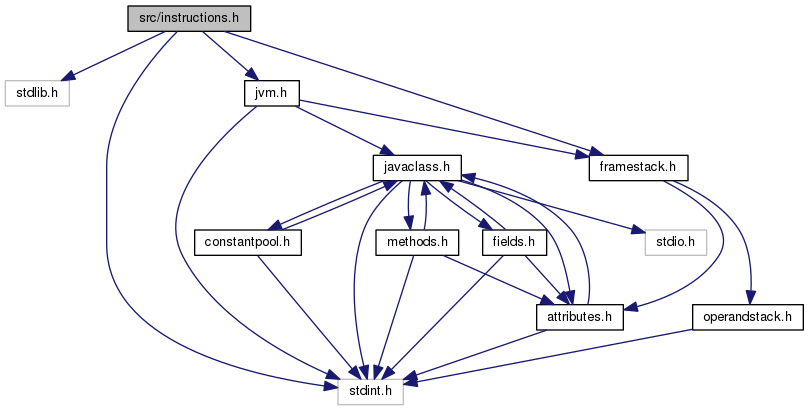 src/instructions.h
stdlib.h
jvm.h
javaclass.h
framestack.h
constantpool.h
methods.h
fields.h
stdio.h
attributes.h
operandstack.h
stdint.h